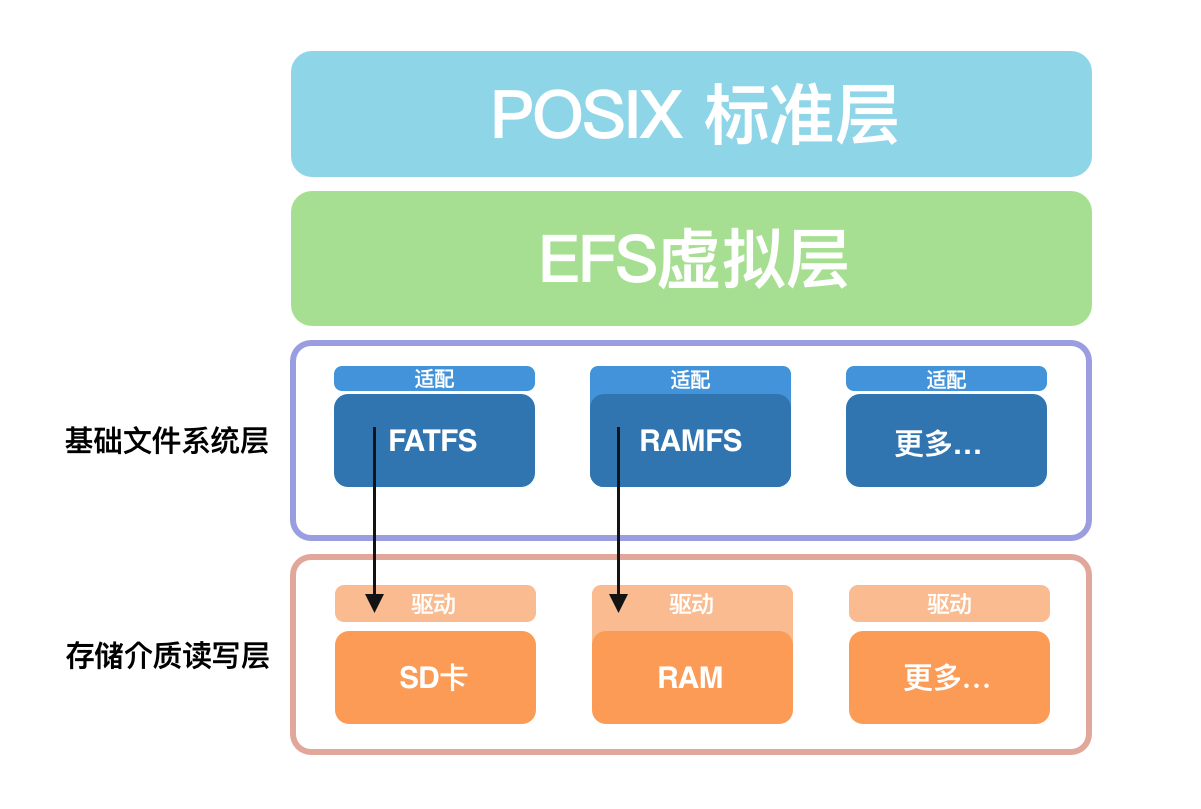 POSIX 标准层
EFS虚拟层
适配
适配
适配
基础文件系统层
FATFS
RAMFS
更多...
驱动
驱动
驱动
存储介质读写层
SD卡
RAM
更多...